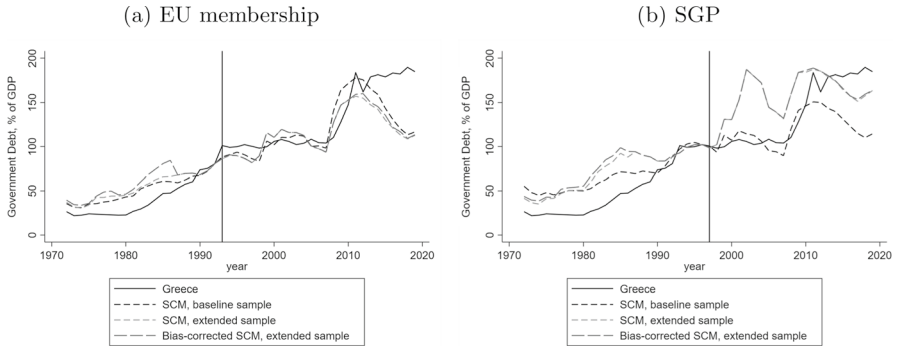 (a) EU membership
Government Debt, % of GDP
200
150
100
50
0
1970 1980 1990 2000 2010 2020
year
Greece
SCM, baseline sample
SCM, extended sample
Bias-corrected SCM, extended sample
(b) SGP
Government Debt, % of GDP
200
150
100
50
0
1970 1980 1990 2000 2010 2020
year
Greece
SCM, baseline sample
SCM, extended sample
Bias-corrected SCM, extended sample